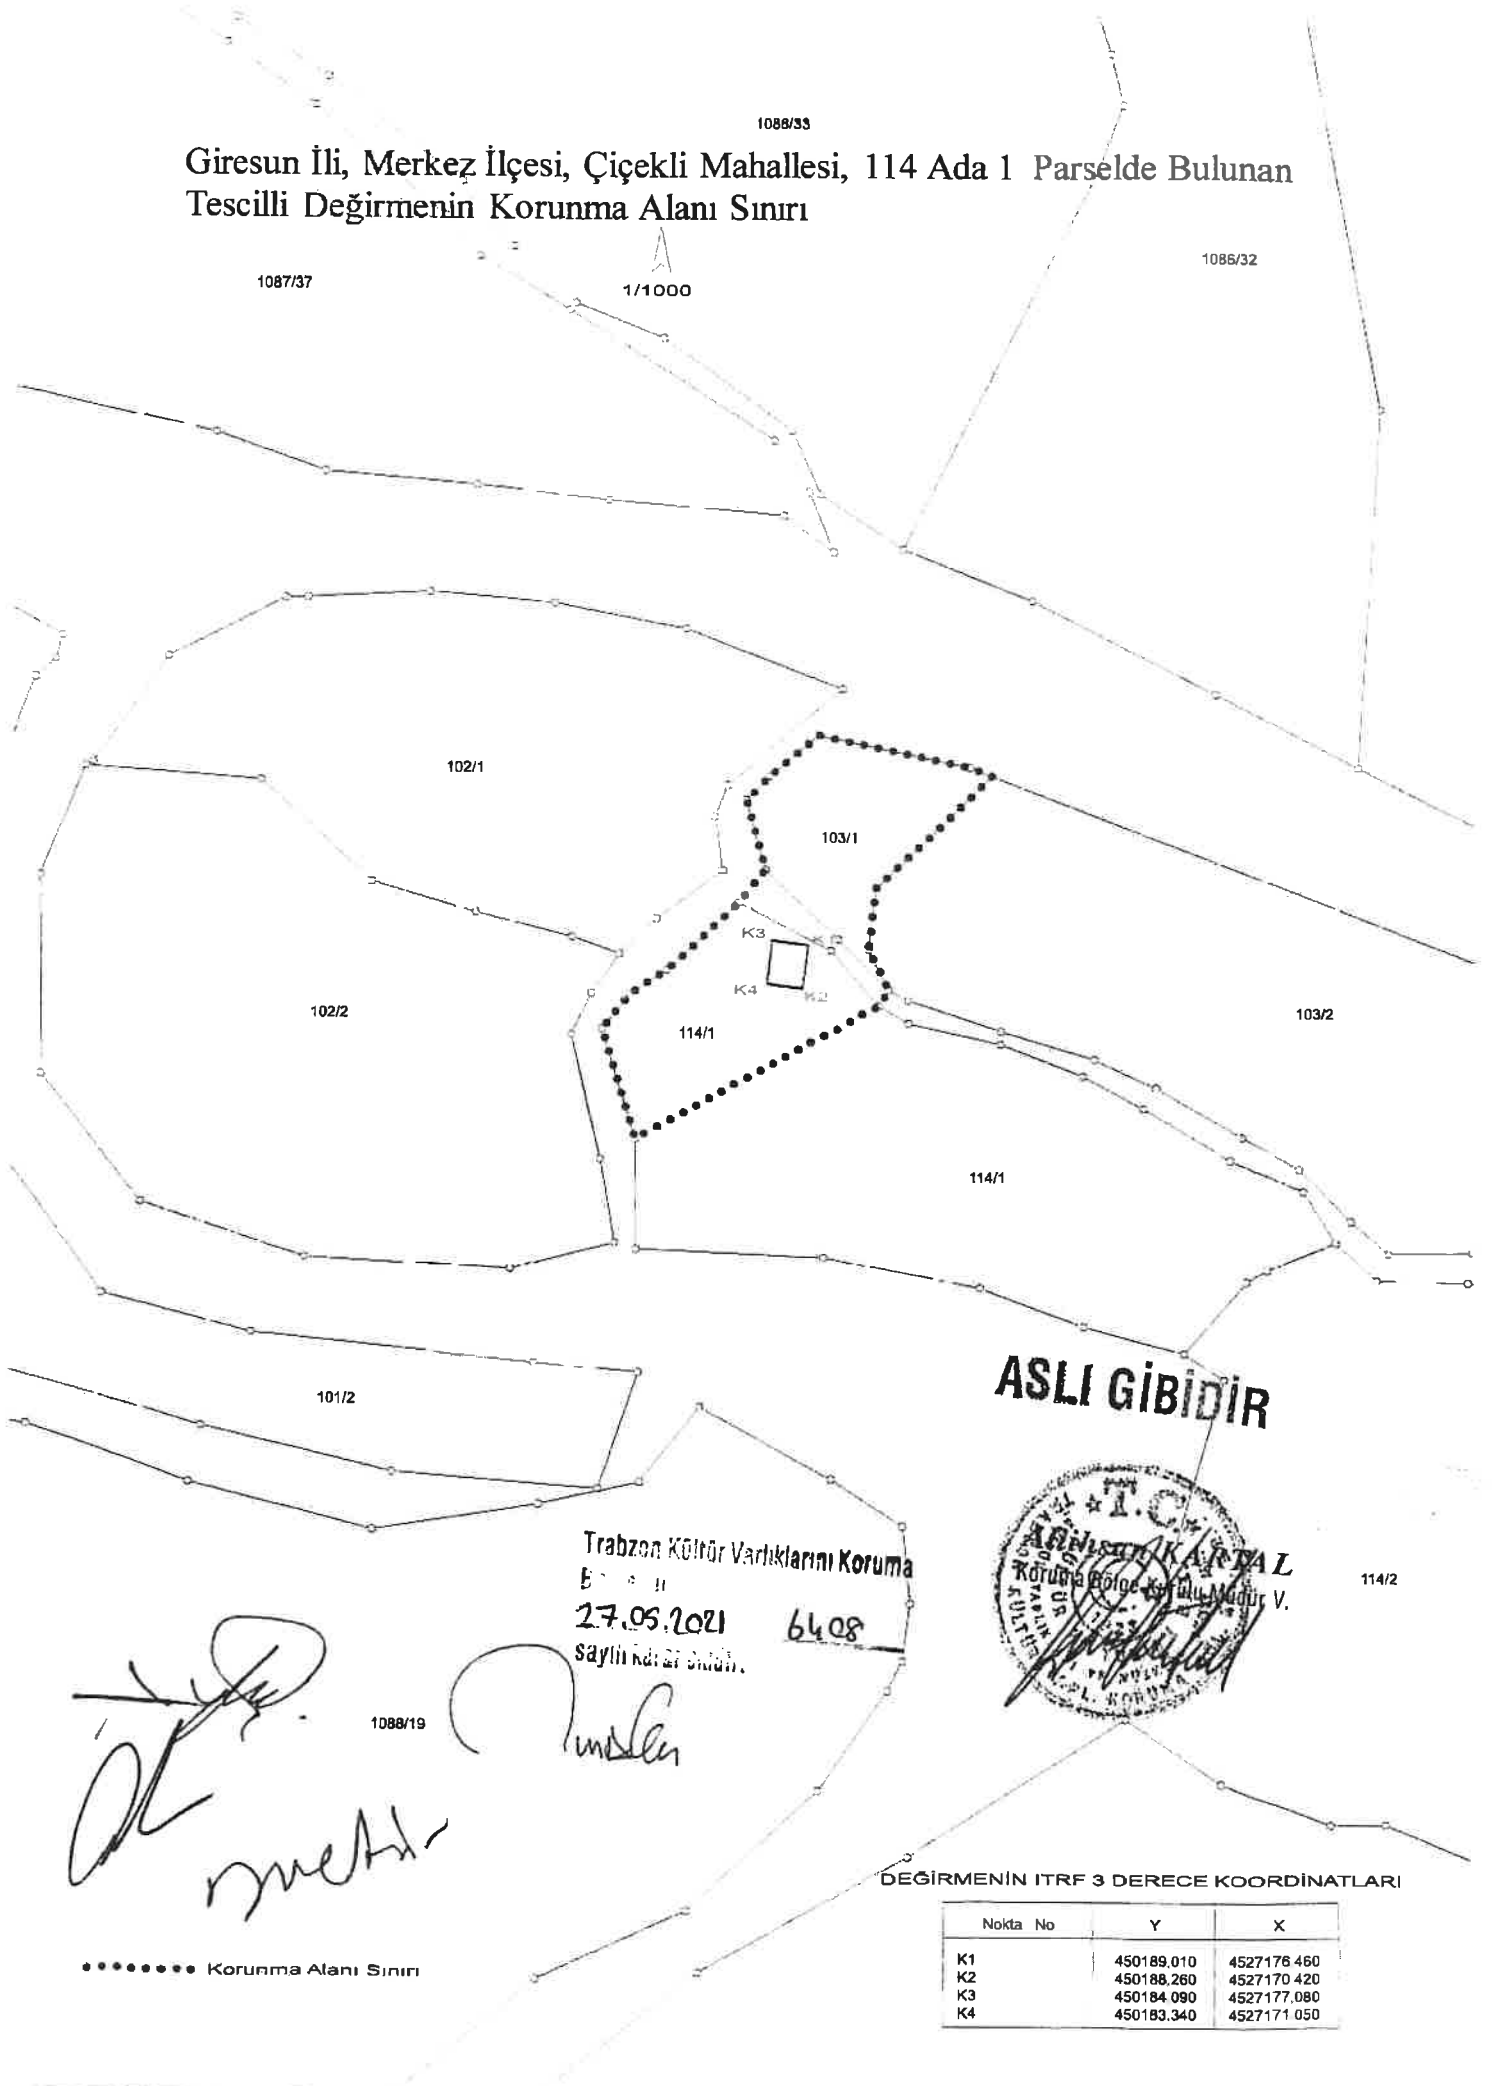 1088/33
Giresun İli, Merkez İlçesi, Çiçekli Mahallesi, 114 Ada 1 Parselde Bulunan
Tescilli Değirmenin Korunma Alanı Sınırı
1086/32
1087/37
1/1000
102/1
103/1
K3
K4
K2
102/2
103/2
114/1
114/1
101/2
ASLI GİBİDİR
T.C.
KARTAL
Koruma Bölge Kurulu Müdür V.
114/2
Trabzon Kültür Varlıklarını Koruma
27.05.2021 6408
sayılı karar
1088/19
DEĞİRMENİN ITRF 3 DERECE KOORDİNATLARI
Nokta No Y X
K1 450189,010 4527176 460
K2 450188,260 4527170 420
K3 450184 090 4527177,080
K4 450183.340 4527171 050
Korunma Alanı Sınırı